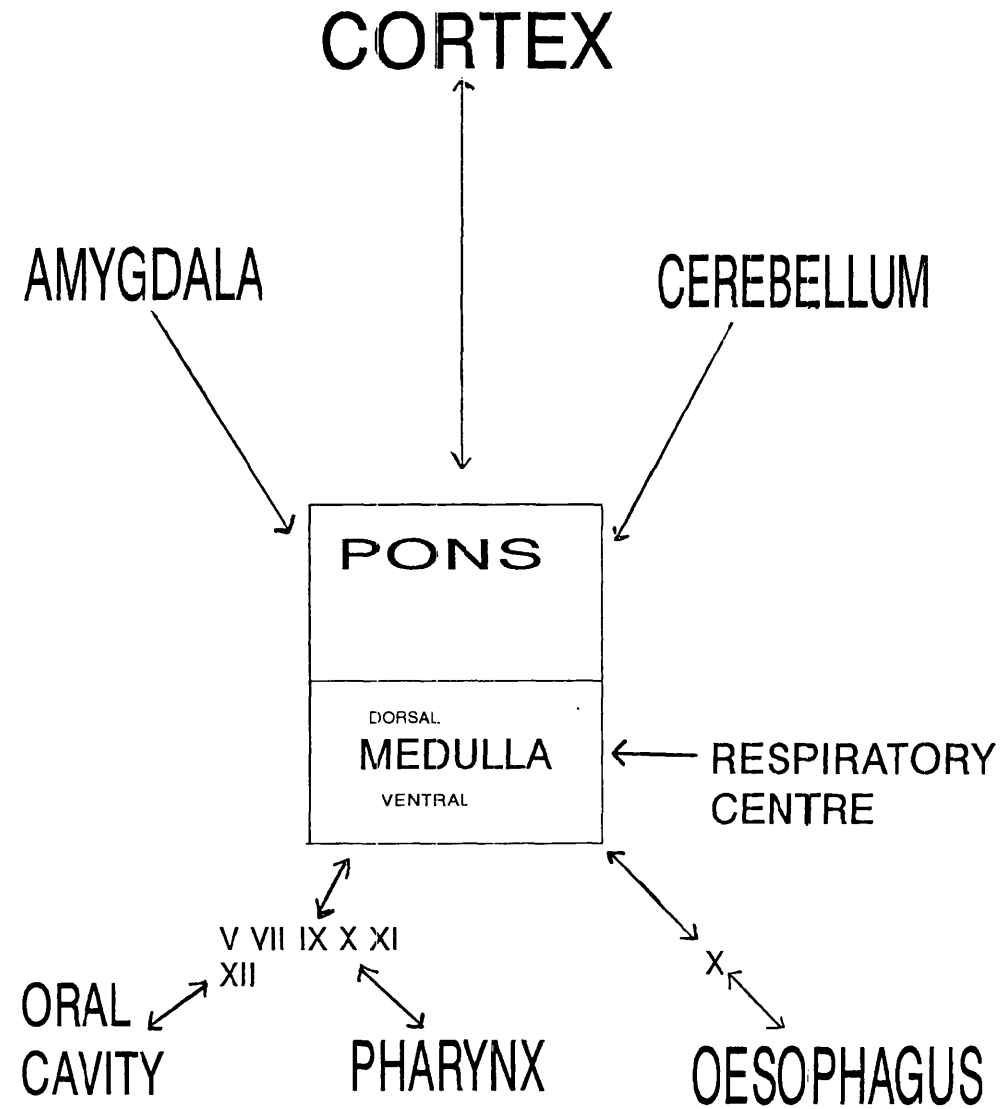 CORTEX
AMYGDALA
CEREBELLUM
PONS
DORSAL
MEDULLA
VENTRAL
RESPIRATORY
CENTRE
V VII IX X XI
XII
X
ORAL
CAVITY
PHARYNX
OESOPHAGUS